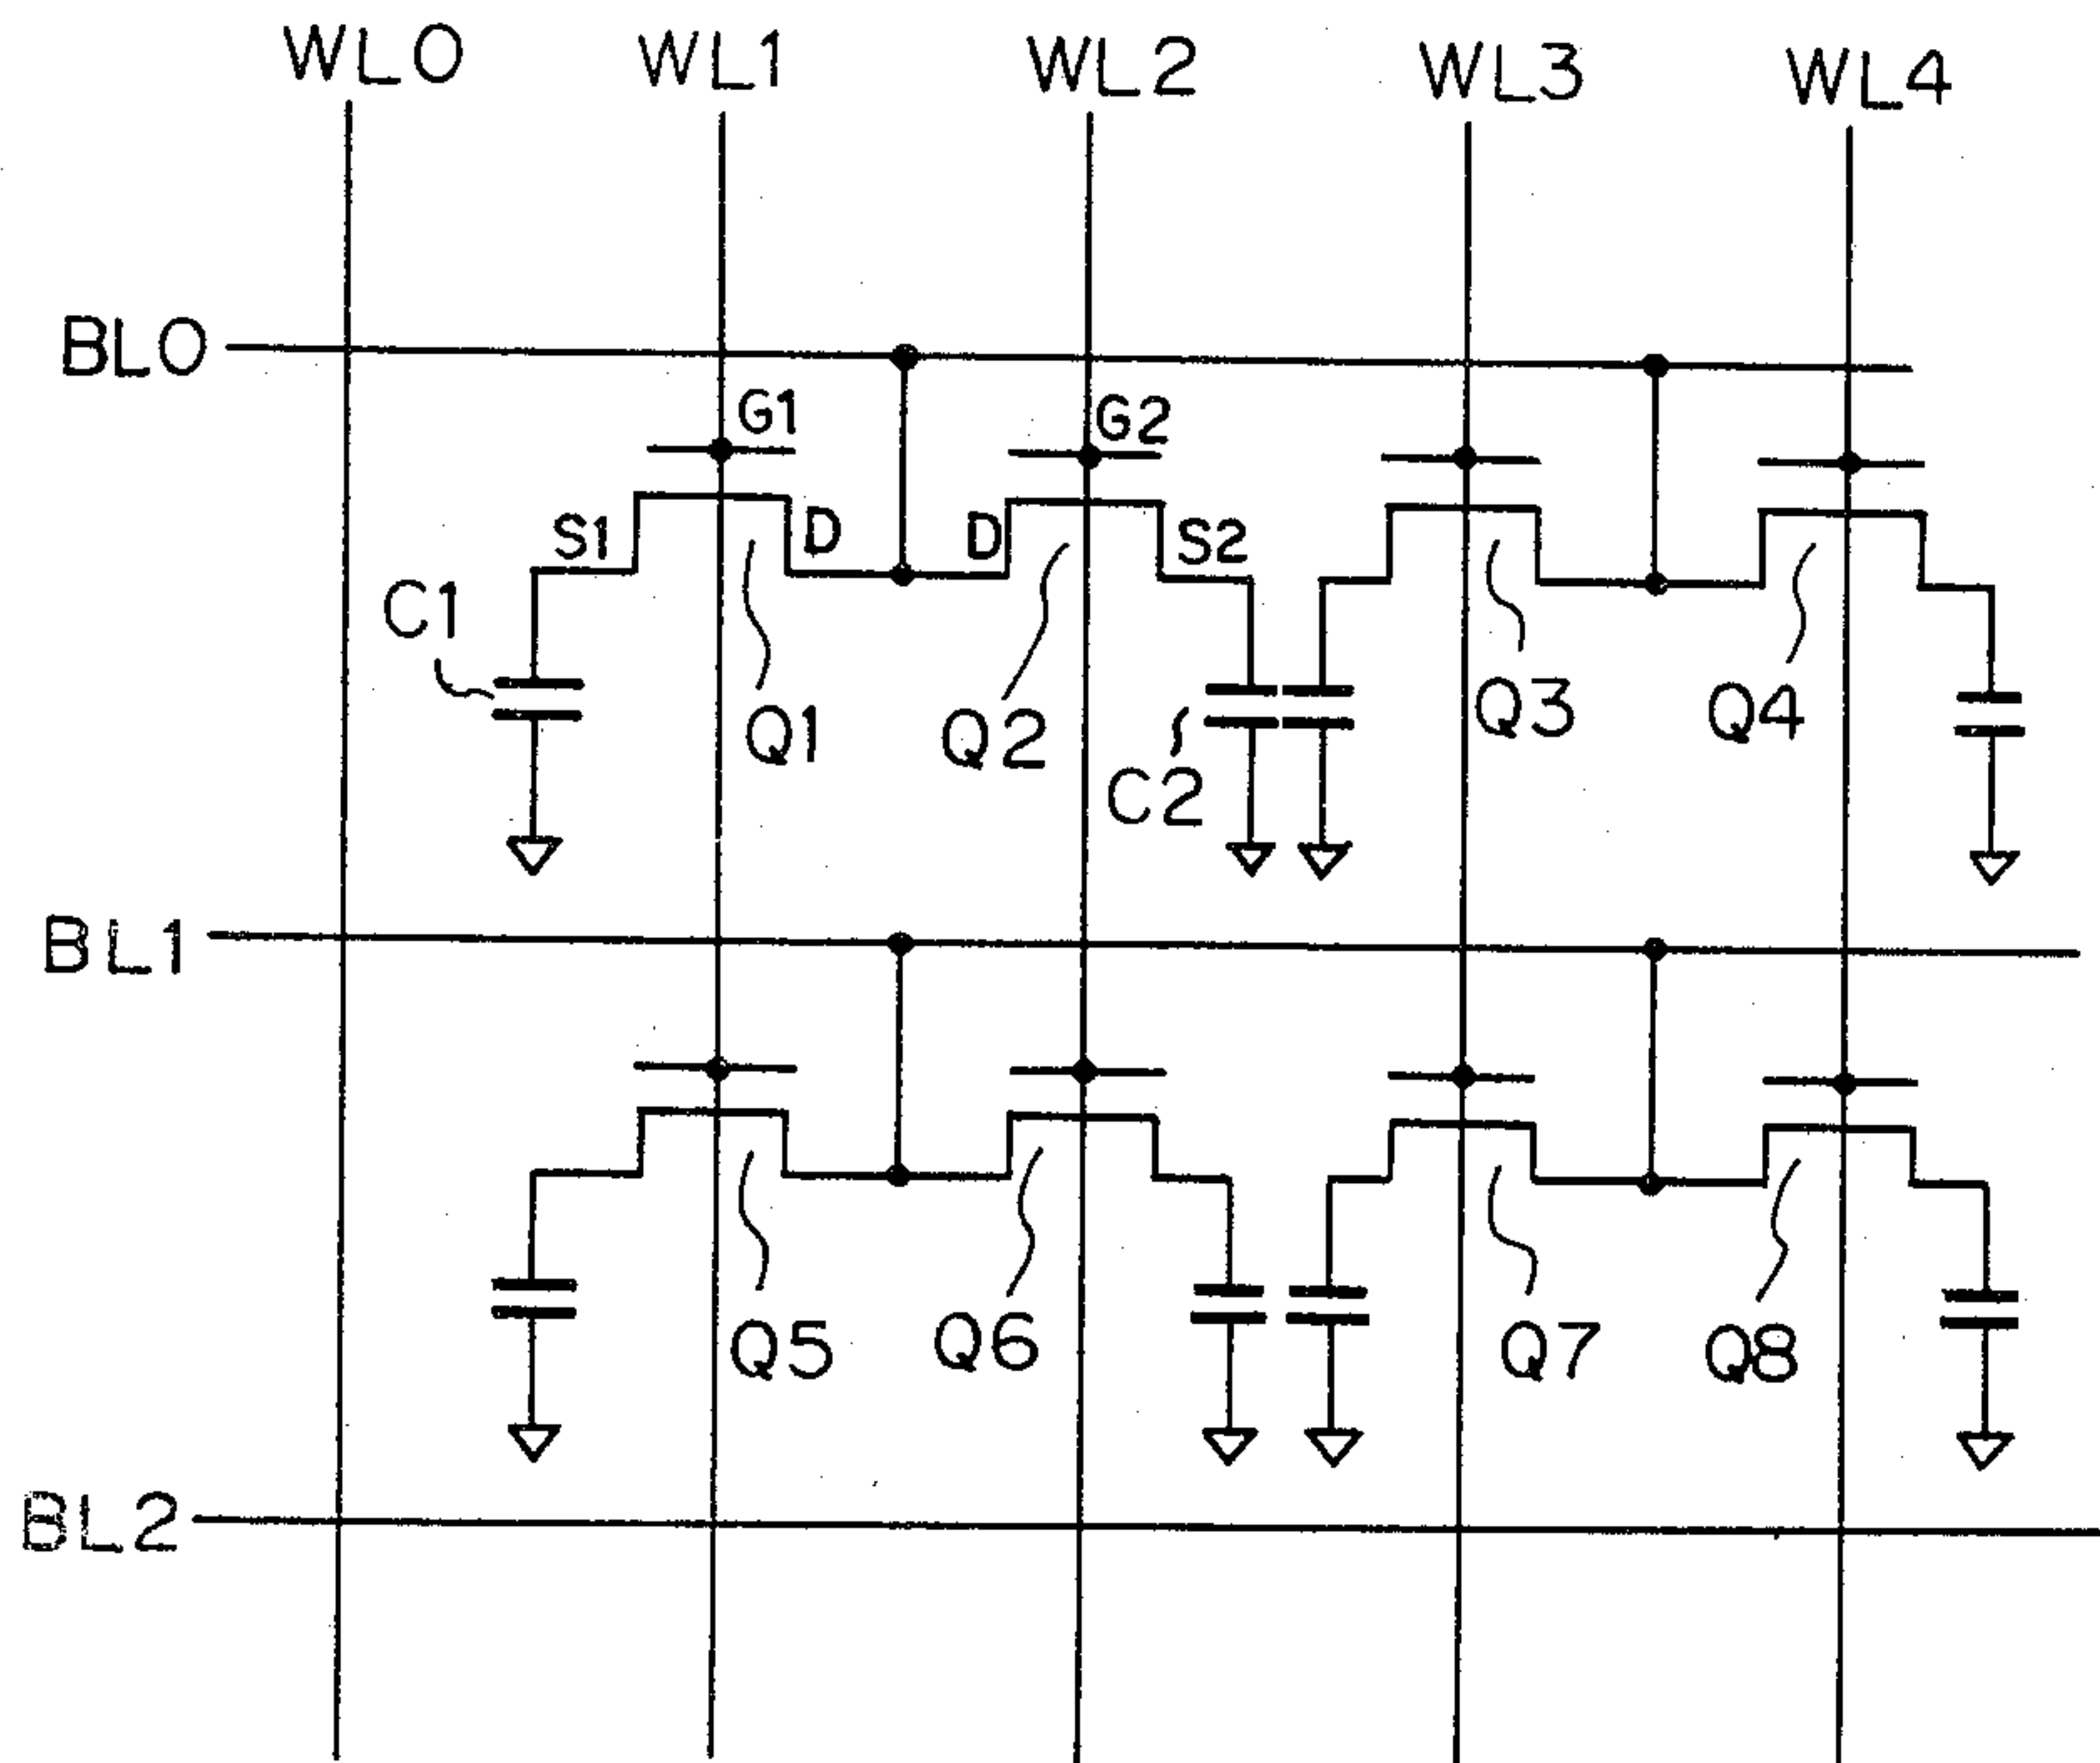 WL0 WL1 WL2 WL3 WL4
BL0
G1 G2
S1 D D S2
C1
Q1 Q2 Q3 Q4
C2
BL1
Q5 Q6 Q7 Q8
BL2